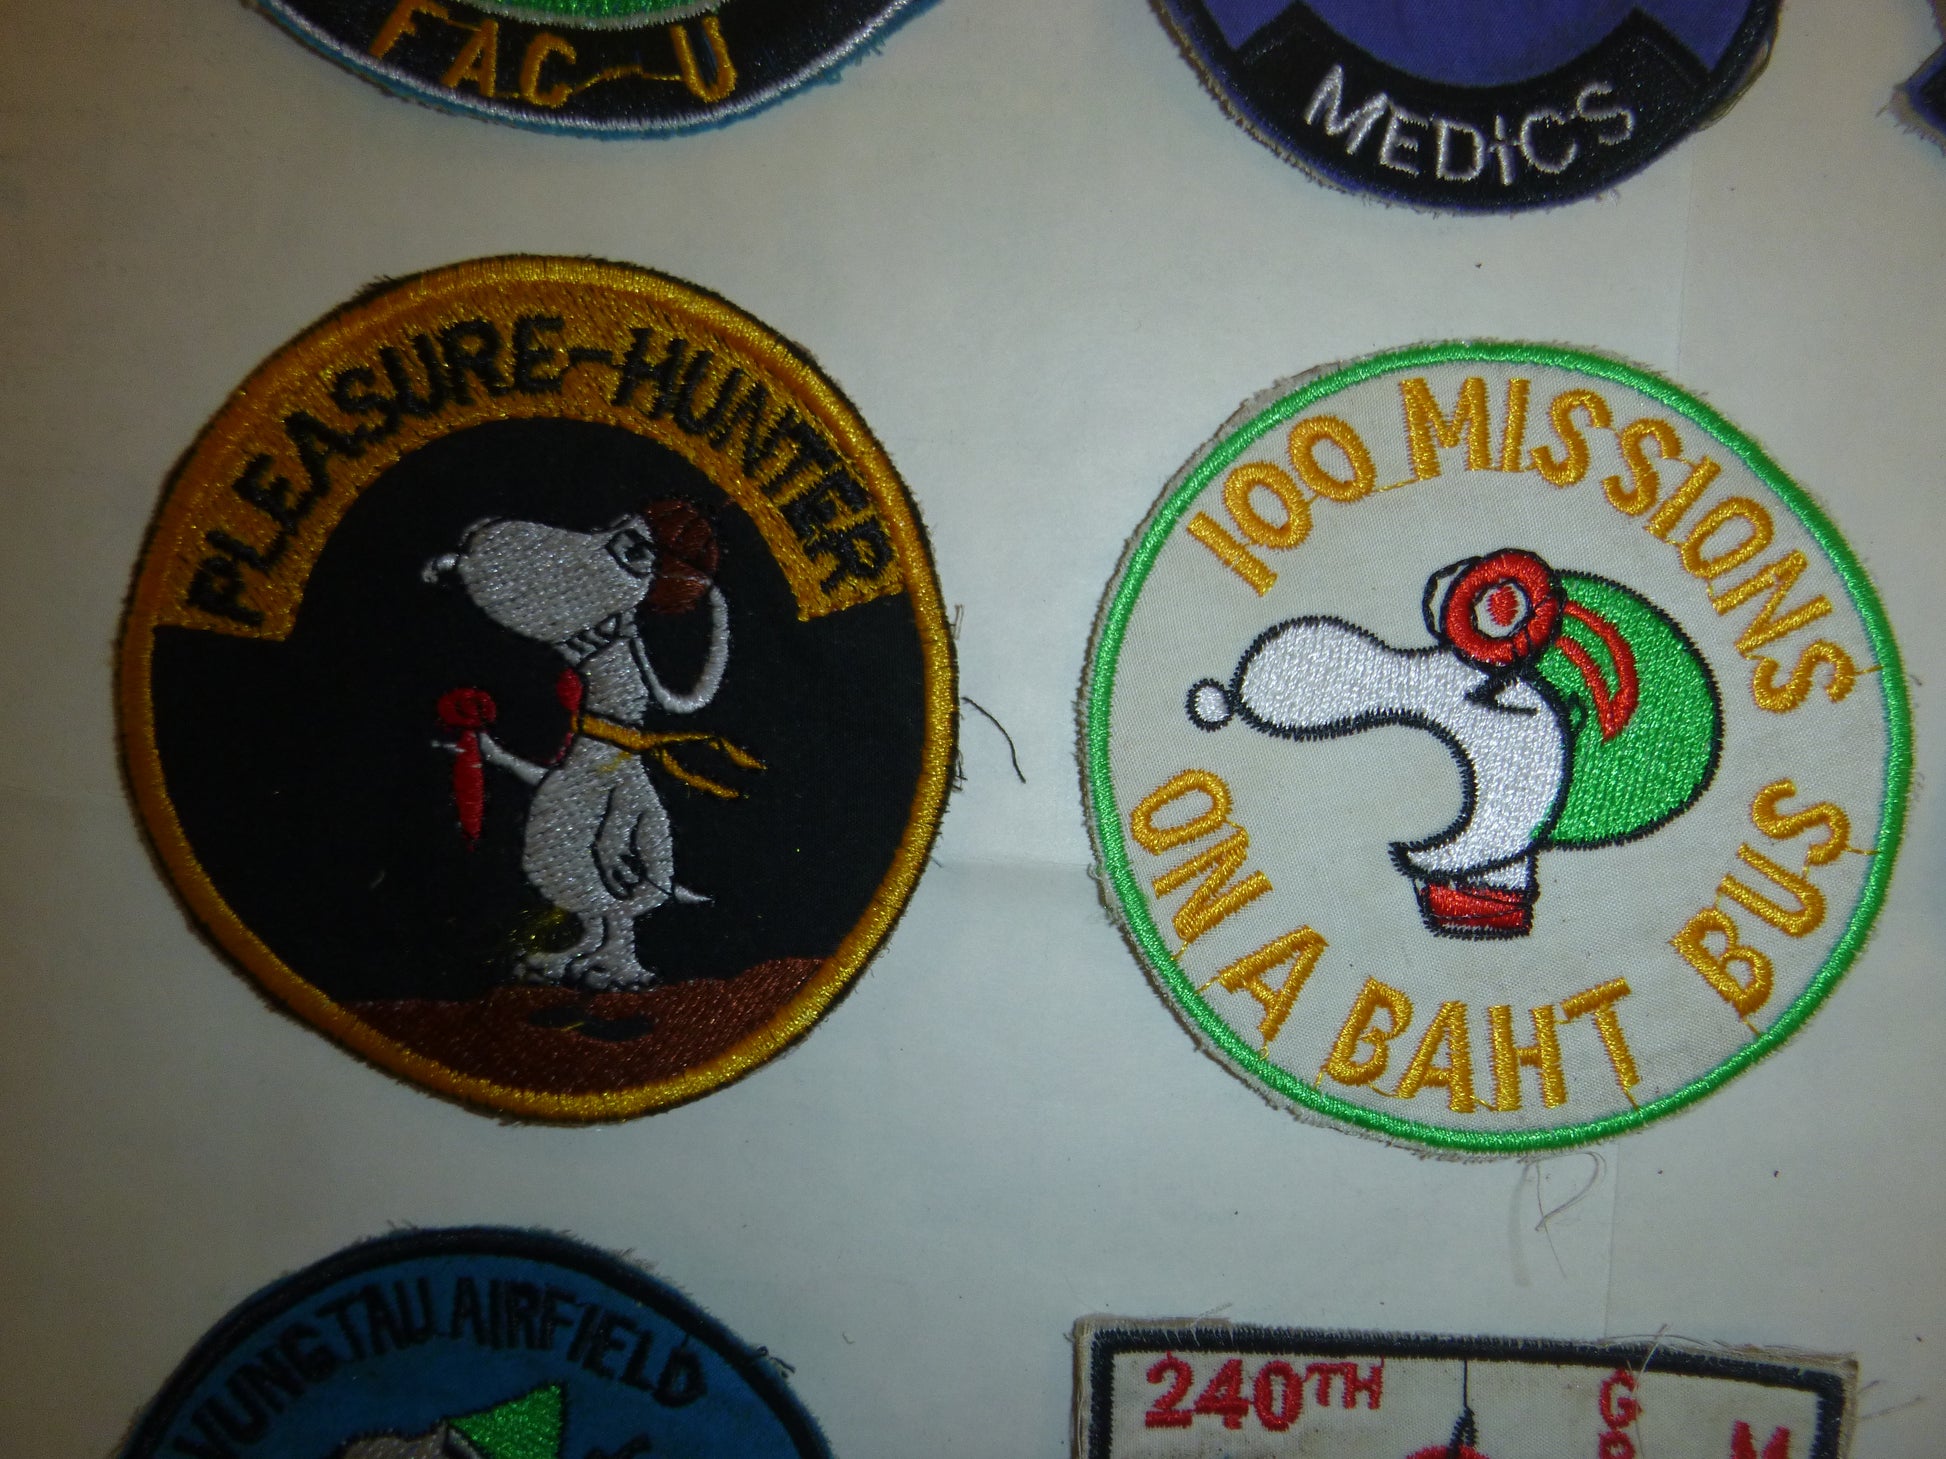 FAC-U
MEDICS
PLEASURE-HUNTER
100 MISSIONS
ON A BAHT BUS
VUNG TAU AIRFIELD
240TH